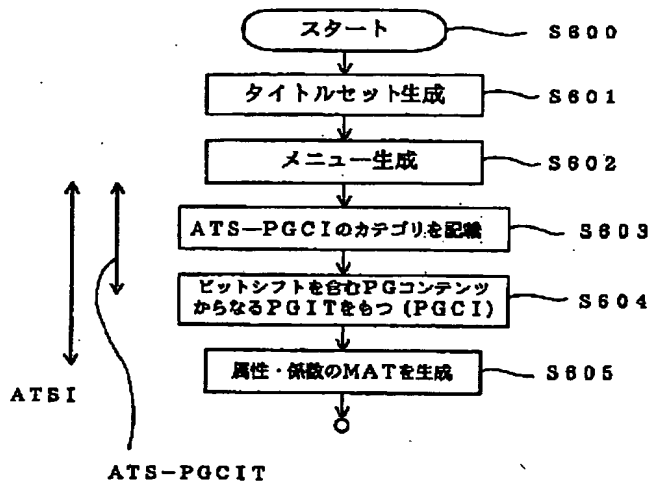 スタート
S600
タイトルセット生成
S601
メニュー生成
S602
ATS-PGCIのカテゴリを記載
S603
ビットシフトを含むPGコンテンツ
からなるPGITをもつ (PGCI)
S604
属性・係数のMATを生成
S605
ATSI
ATS-PGCIT